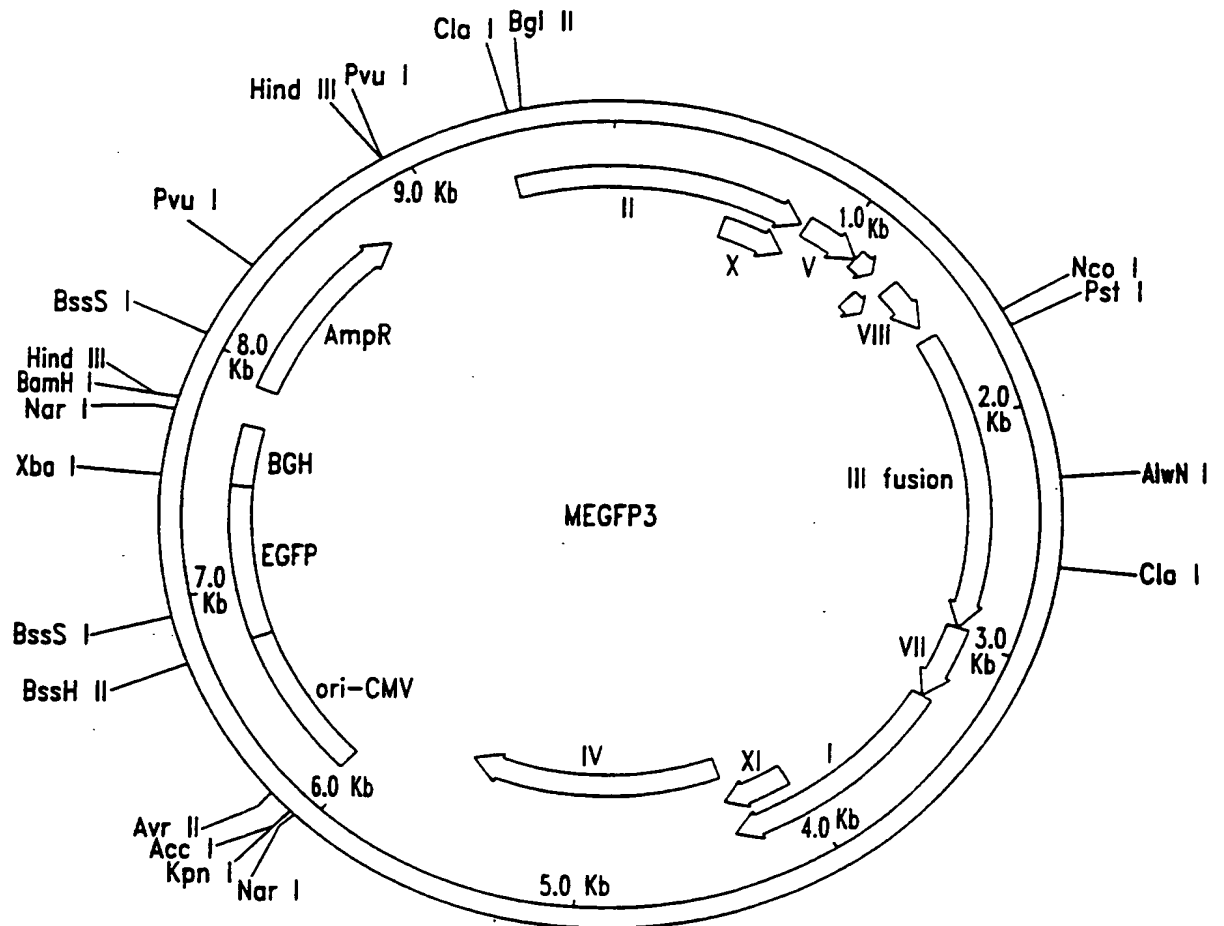 Cla I
Bgl II
Hind III
Pvu I
Pvu I
BssS I
Hind III
BamH I
Nar I
Xba I
BssS I
BssH II
Avr II
Acc I
Kpn I
Nar I
Nco I
Pst I
AlwN I
Cla I
9.0 Kb
1.0 Kb
2.0 Kb
3.0 Kb
4.0 Kb
5.0 Kb
6.0 Kb
7.0 Kb
8.0 Kb
II
X
V
VIII
III fusion
VII
I
XI
IV
ori-CMV
EGFP
BGH
AmpR
MEGFP3